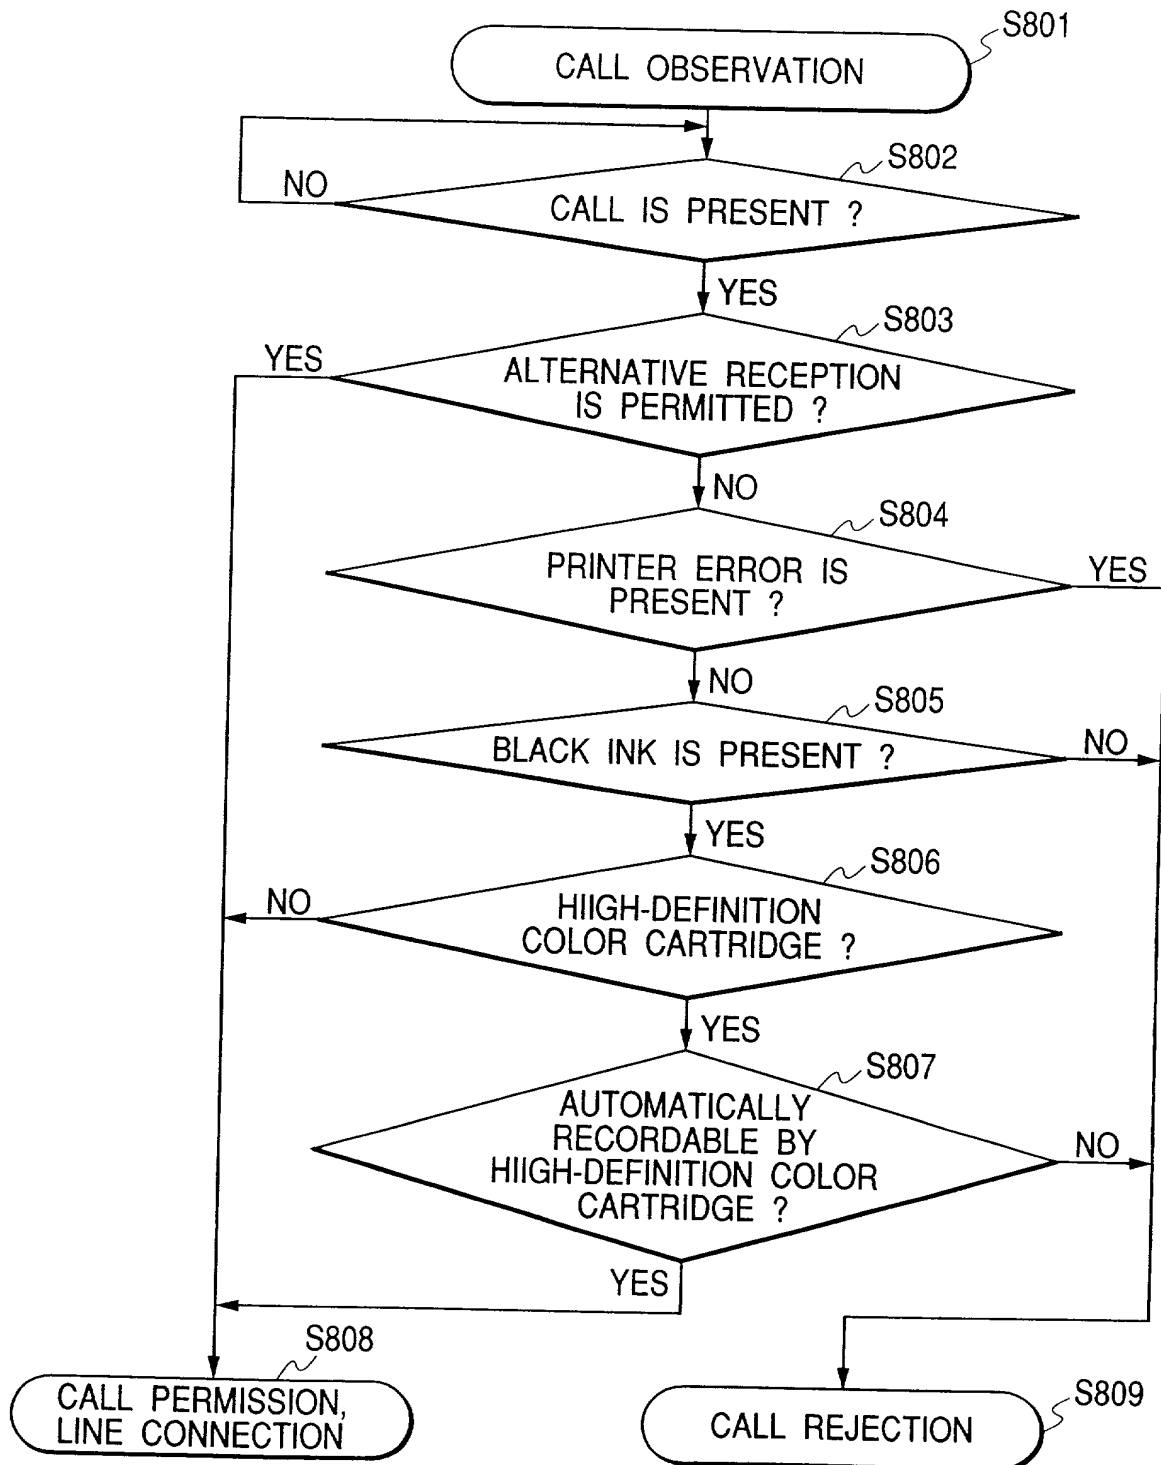 S801
CALL OBSERVATION
S802
NO
CALL IS PRESENT ?
YES
S803
YES
ALTERNATIVE RECEPTION
IS PERMITTED ?
NO
S804
PRINTER ERROR IS
PRESENT ?
YES
NO
S805
BLACK INK IS PRESENT ?
NO
YES
S806
NO
HIIGH-DEFINITION
COLOR CARTRIDGE ?
YES
S807
AUTOMATICALLY
RECORDABLE BY
HIIGH-DEFINITION COLOR
CARTRIDGE ?
NO
YES
S808
CALL PERMISSION,
LINE CONNECTION
S809
CALL REJECTION